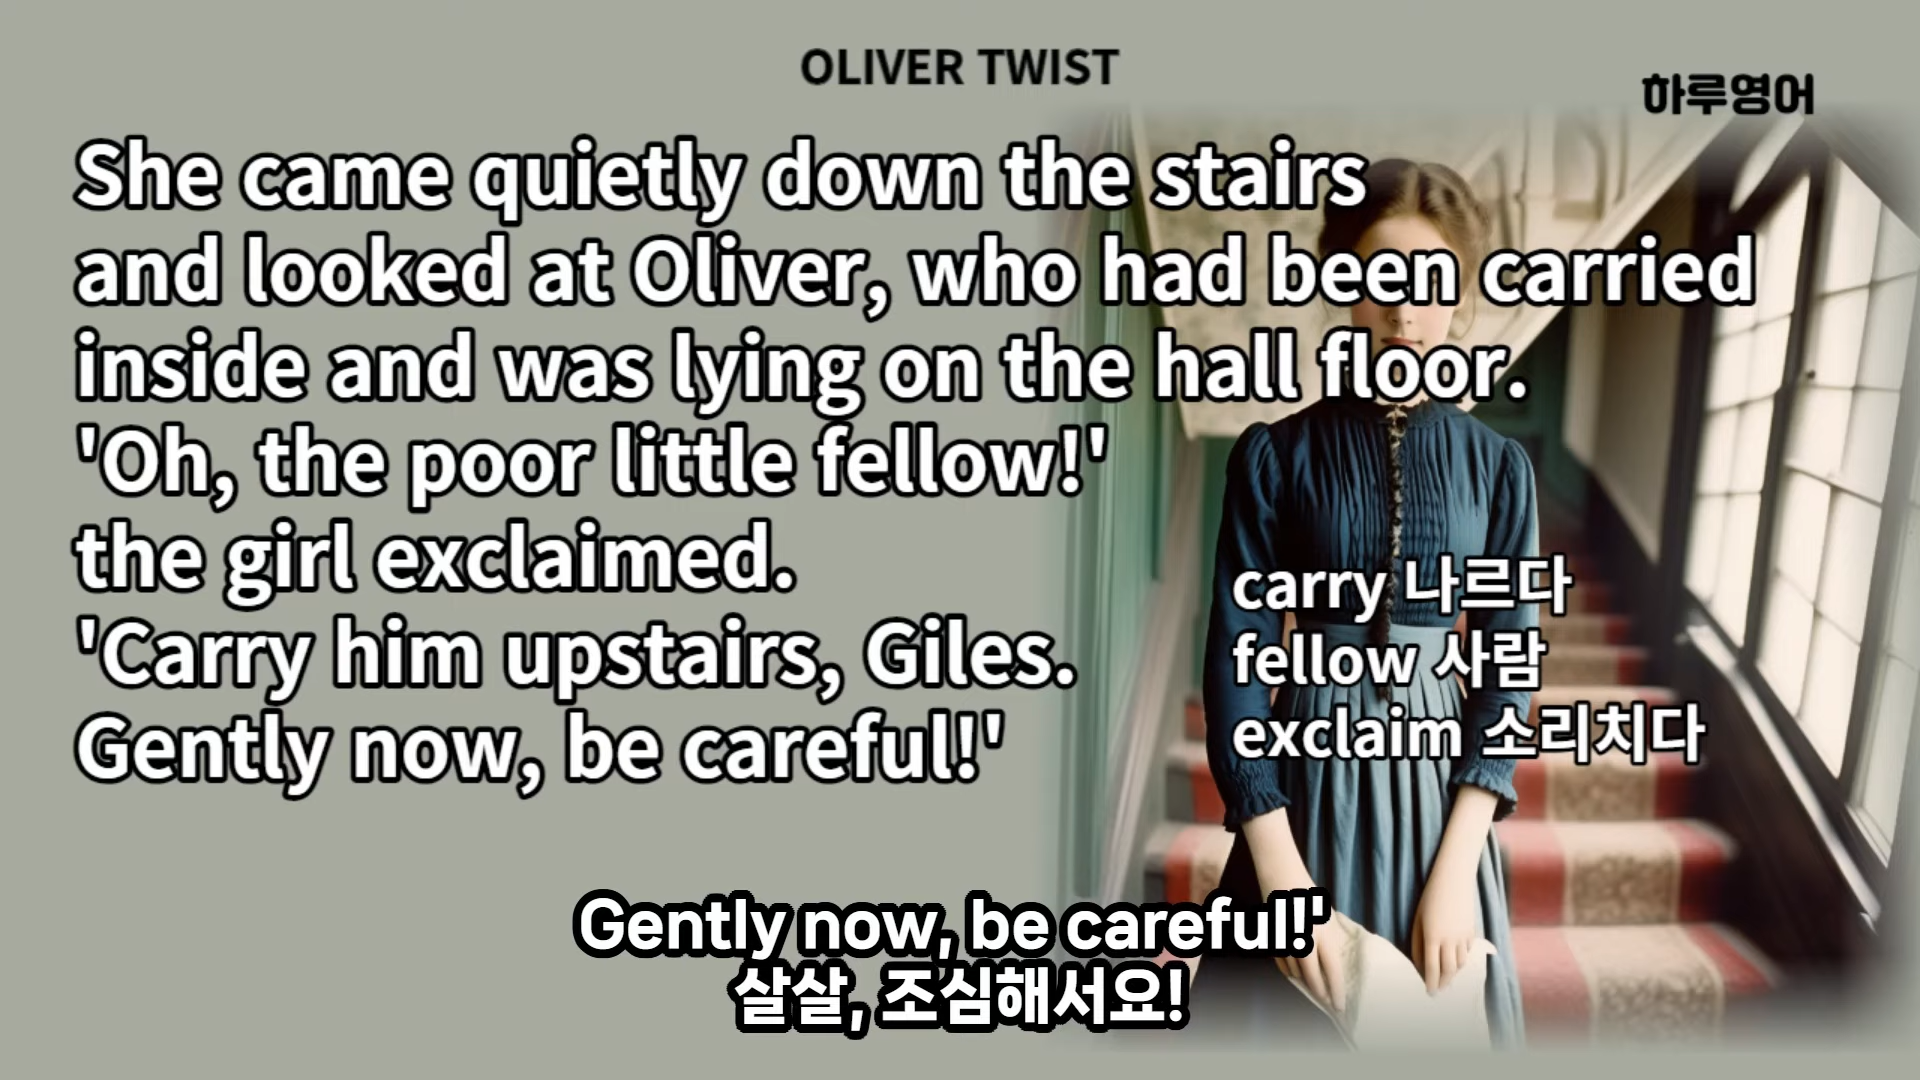 OLIVER TWIST
하루영어
She came quietly down the stairs
and looked at Oliver, who had been carried
inside and was lying on the hall floor.
'Oh, the poor little fellow!'
the girl exclaimed.
'Carry him upstairs, Giles.
Gently now, be careful!'
carry 나르다
fellow 사람
exclaim 소리치다
Gently now, be careful!'
살살, 조심해서요!